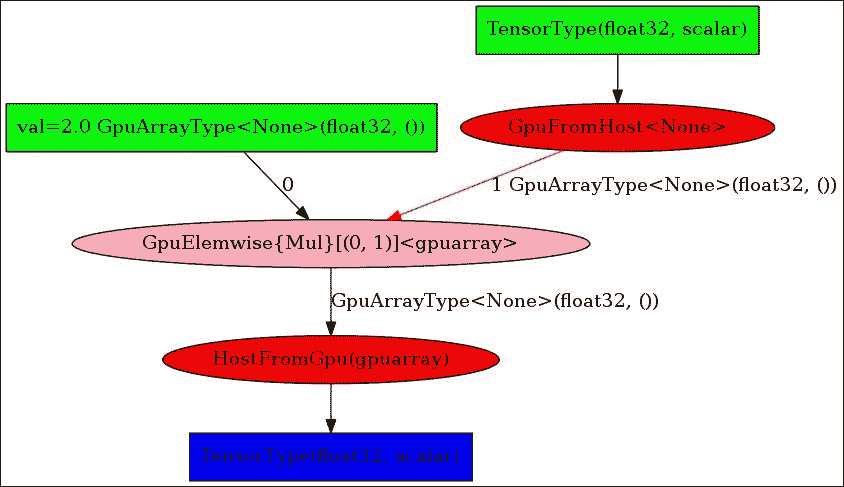 TensorType(float32, scalar)
val=2.0 GpuArrayType<None>(float32, ())
GpuFromHost<None>
0
1 GpuArrayType<None>(float32, ())
GpuElemwise{Mul}[(0, 1)]<gpuarray>
GpuArrayType<None>(float32, ())
HostFromGpu(gpuarray)
TensorType(float32, scalar)